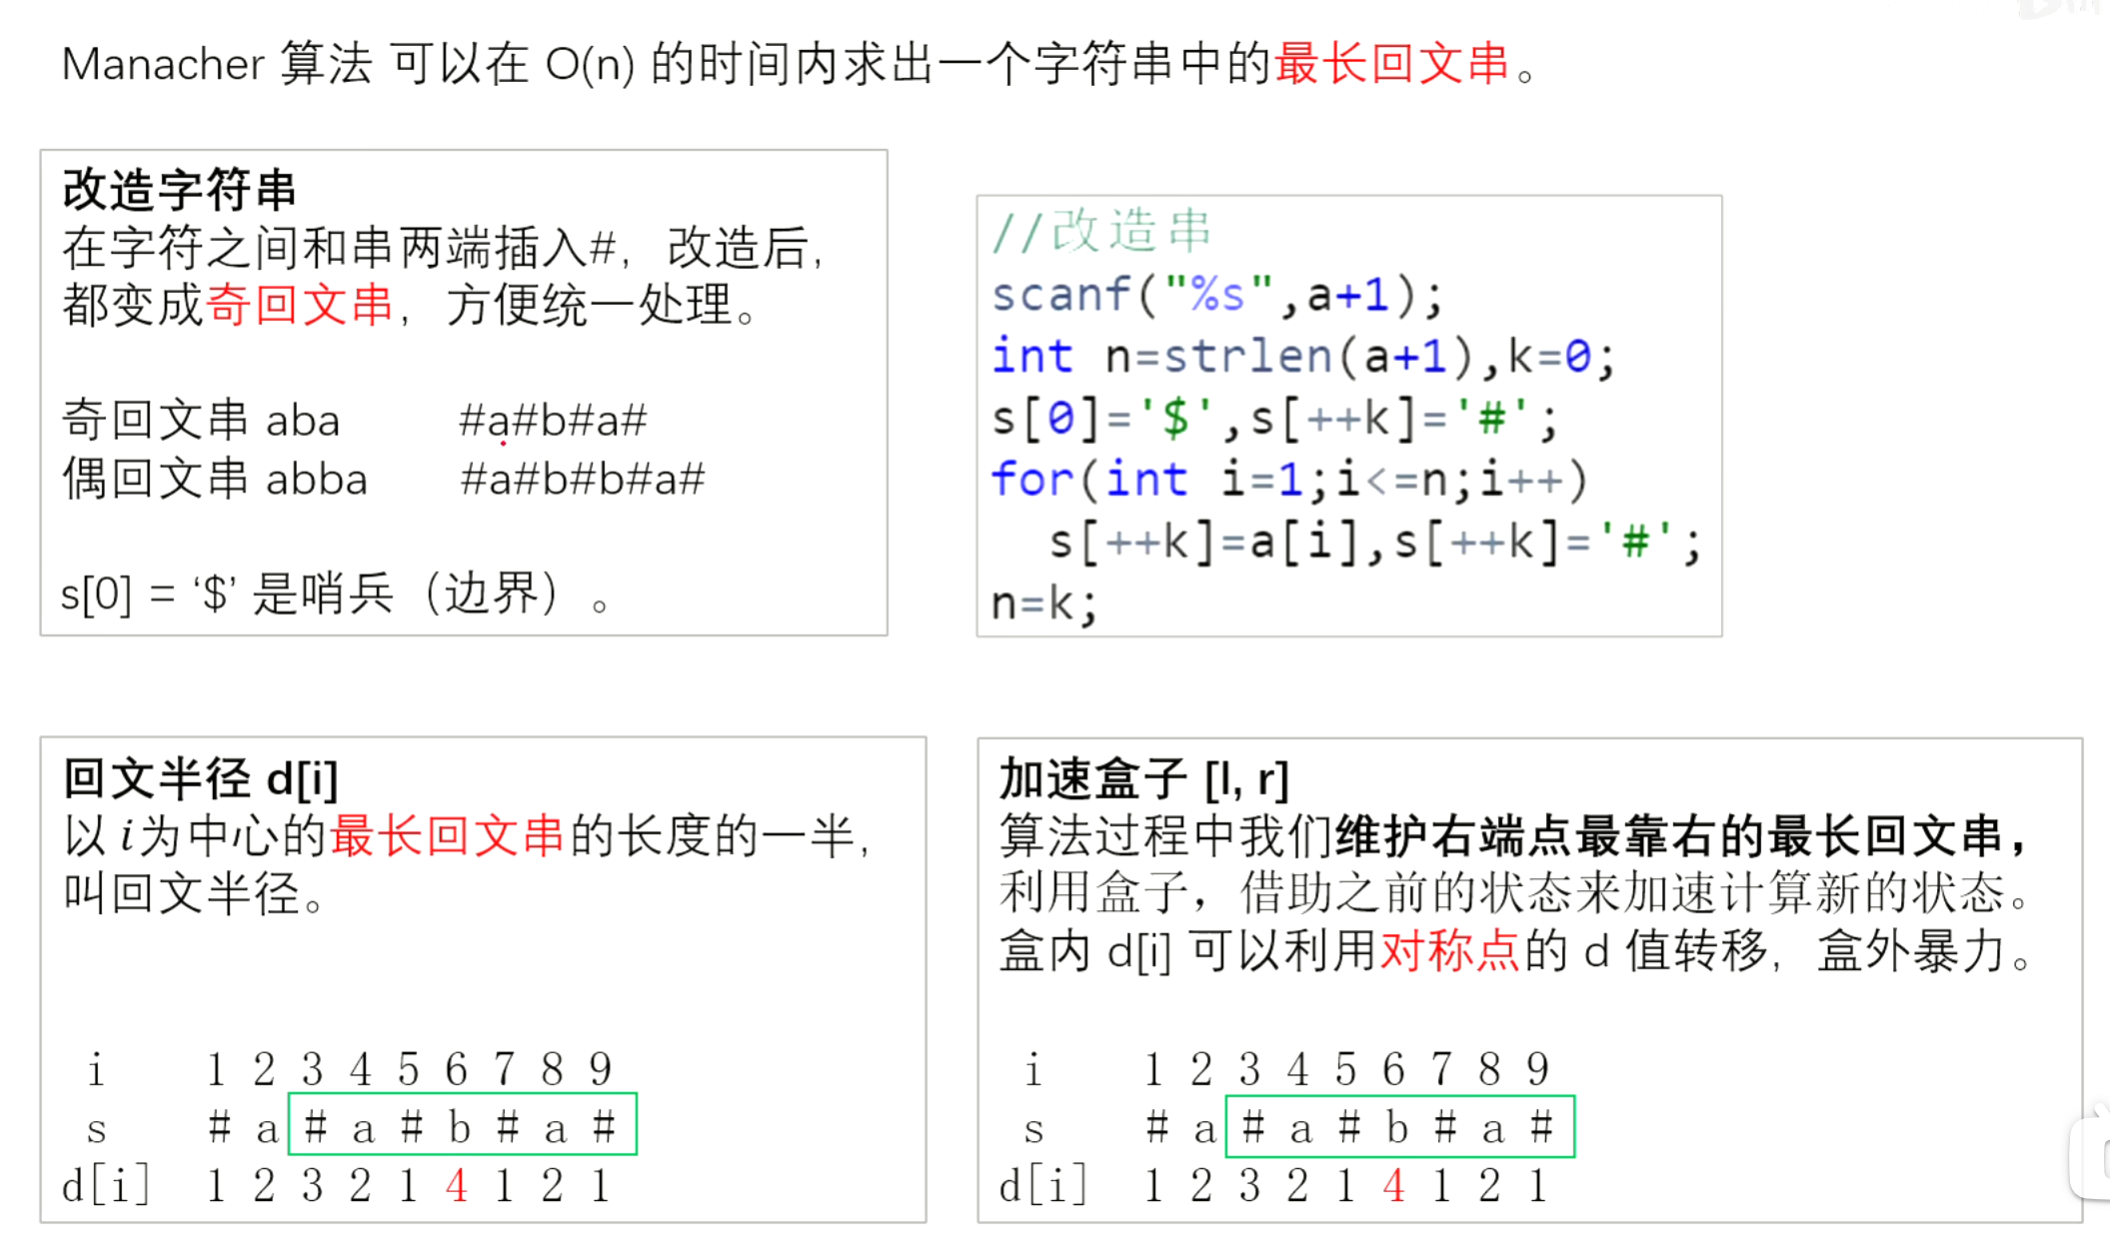 Manacher 算法 可以在 O(n) 的时间内求出一个字符串中的最长回文串。
改造字符串
在字符之间和串两端插入#，改造后，
都变成奇回文串，方便统一处理。
奇回文串 aba #a#b#a#
偶回文串 abba #a#b#b#a#
s[0] = ‘$’ 是哨兵（边界）。
//改造串
scanf("%s",a+1);
int n=strlen(a+1),k=0;
s[0]='$',s[++k]='#';
for(int i=1;i<=n;i++)
s[++k]=a[i],s[++k]='#';
n=k;
回文半径 d[i]
以 i为中心的最长回文串的长度的一半，
叫回文半径。
i 1 2 3 4 5 6 7 8 9
s # a # a # b # a #
d[i] 1 2 3 2 1 4 1 2 1
加速盒子 [l, r]
算法过程中我们维护右端点最靠右的最长回文串，
利用盒子，借助之前的状态来加速计算新的状态。
盒内 d[i] 可以利用对称点的 d 值转移，盒外暴力。
i 1 2 3 4 5 6 7 8 9
s # a # a # b # a #
d[i] 1 2 3 2 1 4 1 2 1